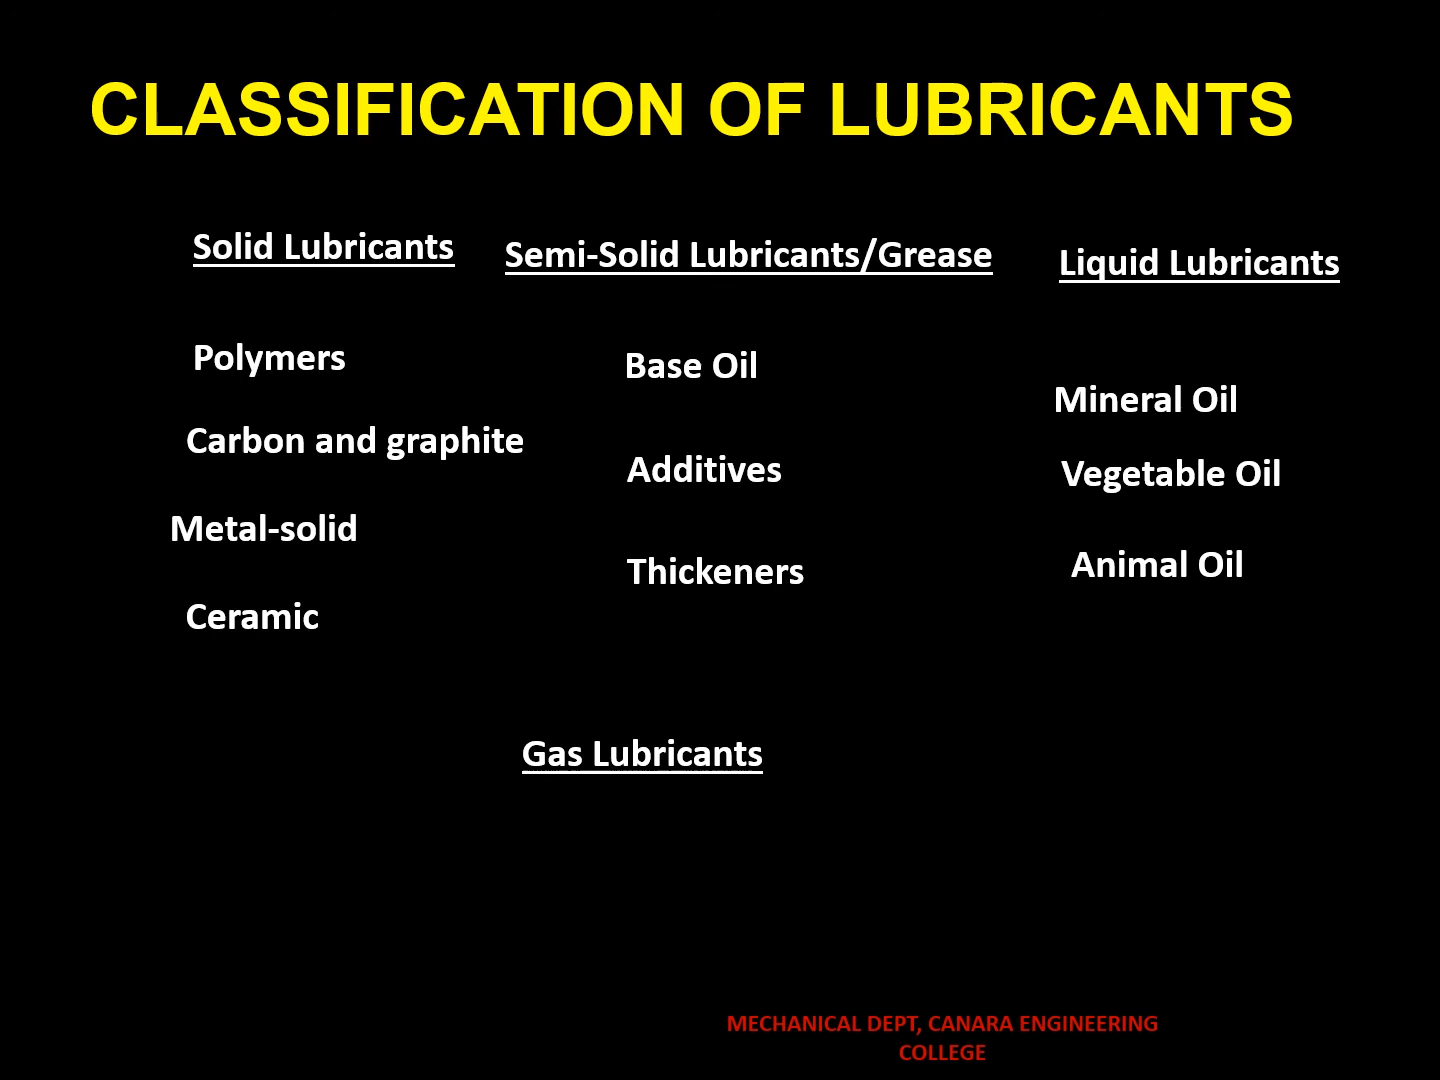 CLASSIFICATION OF LUBRICANTS
Solid Lubricants
Polymers
Carbon and graphite
Metal-solid
Ceramic
Semi-Solid Lubricants/Grease
Base Oil
Additives
Thickeners
Liquid Lubricants
Mineral Oil
Vegetable Oil
Animal Oil
Gas Lubricants
MECHANICAL DEPT, CANARA ENGINEERING
COLLEGE